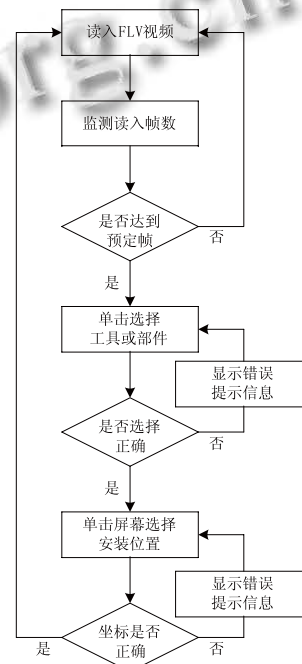 读入FLV视频
监测读入帧数
是否达到
预定帧
否
是
单击选择
工具或部件
显示错误
提示信息
是否选择
正确
否
是
单击屏幕选择
安装位置
显示错误
提示信息
坐标是否
正确
是
否